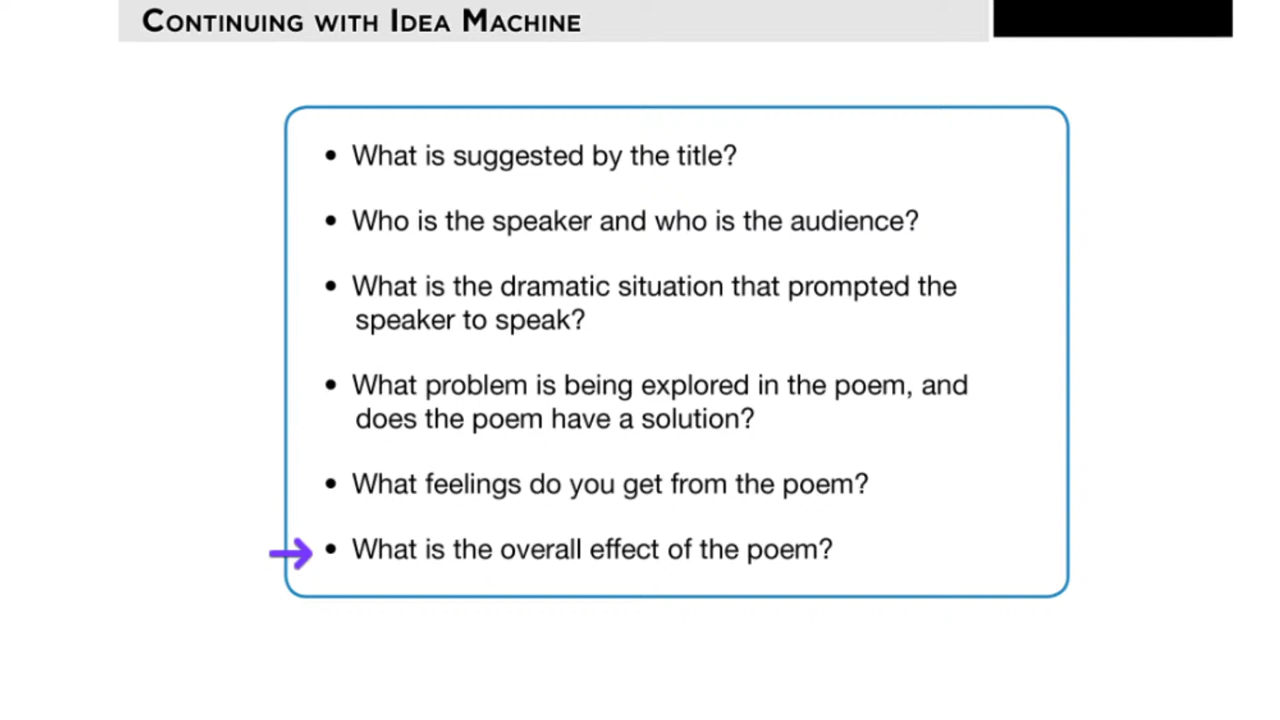 CONTINUING WITH IDEA MACHINE
• What is suggested by the title?
• Who is the speaker and who is the audience?
• What is the dramatic situation that prompted the
speaker to speak?
• What problem is being explored in the poem, and
does the poem have a solution?
• What feelings do you get from the poem?
• What is the overall effect of the poem?